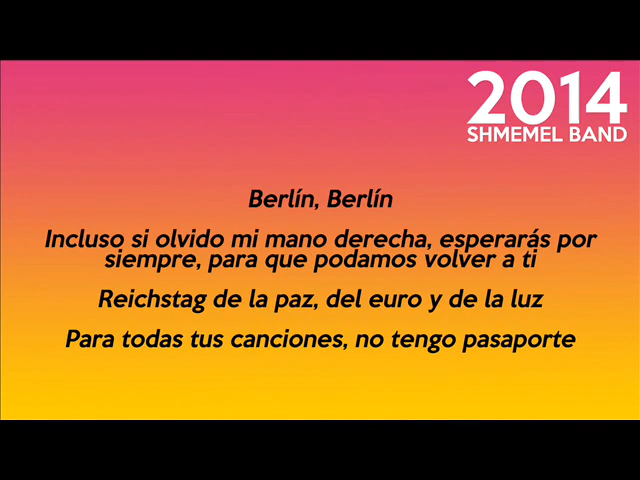 2014
SHMEMEL BAND
Berlín, Berlín
Incluso si olvido mi mano derecha, esperarás por
siempre, para que podamos volver a ti
Reichstag de la paz, del euro y de la luz
Para todas tus canciones, no tengo pasaporte